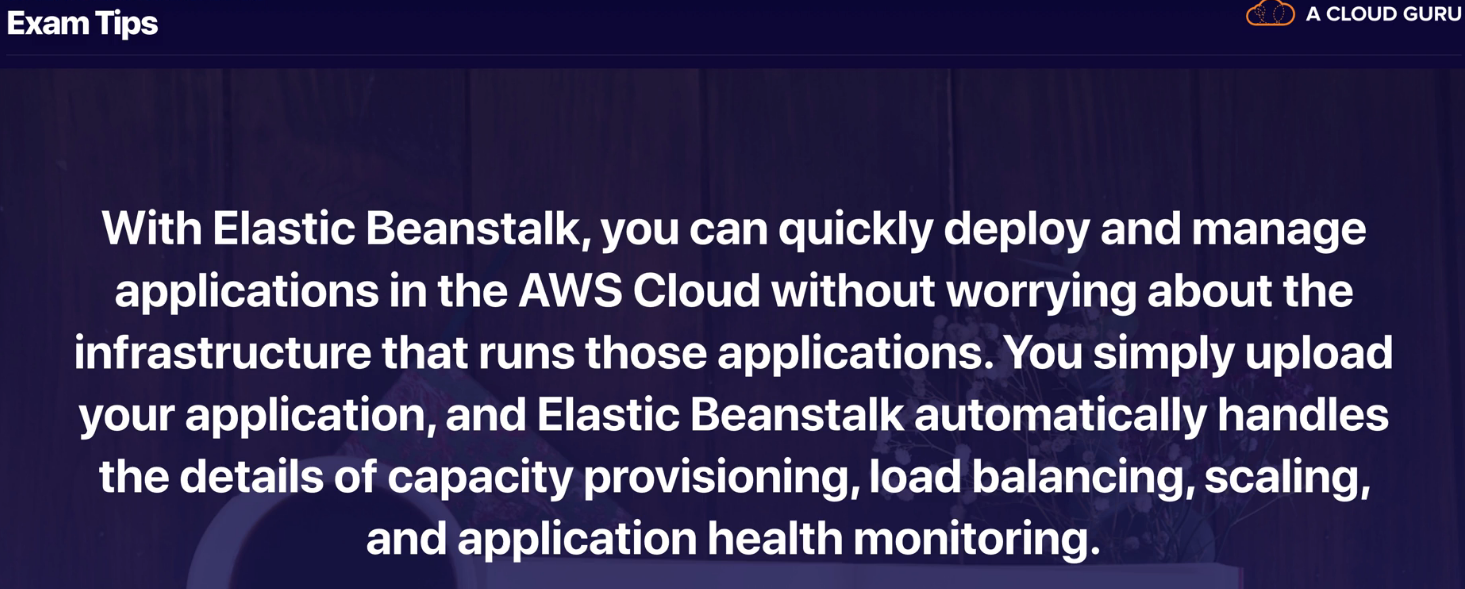 Exam Tips
A CLOUD GURU
With Elastic Beanstalk, you can quickly deploy and manage
applications in the AWS Cloud without worrying about the
infrastructure that runs those applications. You simply upload
your application, and Elastic Beanstalk automatically handles
the details of capacity provisioning, load balancing, scaling,
and application health monitoring.